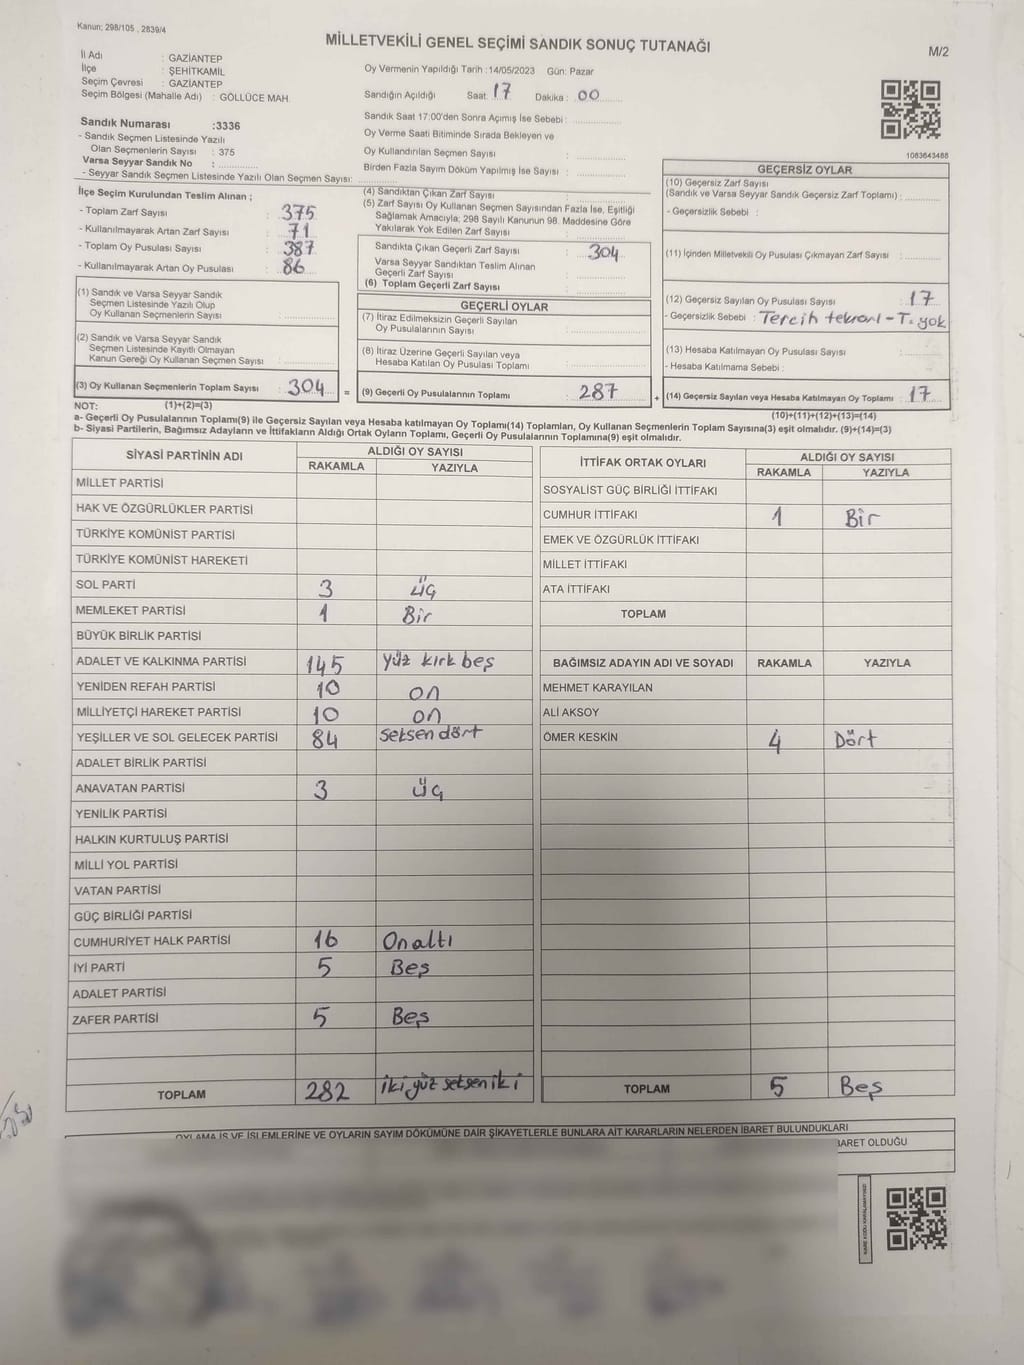 Kanun: 298/105 , 2839/4
MİLLETVEKİLİ GENEL SEÇİMİ SANDIK SONUÇ TUTANAĞI
M/2
İl Adı : GAZİANTEP
İlçe : ŞEHİTKAMİL
Seçim Çevresi : GAZİANTEP
Seçim Bölgesi (Mahalle Adı) : GÖLLÜCE MAH.
Oy Vermenin Yapıldığı Tarih :14/05/2023 Gün: Pazar
Sandığın Açıldığı Saat: 17 Dakika : 00
Sandık Saat 17:00'den Sonra Açımış İse Sebebi :
Oy Verme Saati Bitiminde Sırada Bekleyen ve
Oy Kullandırılan Seçmen Sayısı :
Birden Fazla Sayım Döküm Yapılmış İse Sayısı :
1083643488
Sandık Numarası :3336
- Sandık Seçmen Listesinde Yazılı
Olan Seçmenlerin Sayısı : 375
Varsa Seyyar Sandık No :
- Seyyar Sandık Seçmen Listesinde Yazılı Olan Seçmen Sayısı:
İlçe Seçim Kurulundan Teslim Alınan ;
- Toplam Zarf Sayısı : 375
- Kullanılmayarak Artan Zarf Sayısı : 71
- Toplam Oy Pusulası Sayısı : 387
- Kullanılmayarak Artan Oy Pusulası : 86
(1) Sandık ve Varsa Seyyar Sandık
Seçmen Listesinde Yazılı Olup
Oy Kullanan Seçmenlerin Sayısı :
(2) Sandık ve Varsa Seyyar Sandık
Seçmen Listesinde Kayıtlı Olmayan
Kanun Gereği Oy Kullanan Seçmen Sayısı :
(3) Oy Kullanan Seçmenlerin Toplam Sayısı : 304 =
(4) Sandıktan Çıkan Zarf Sayısı :
(5) Zarf Sayısı Oy Kullanan Seçmen Sayısından Fazla İse, Eşitliği
Sağlamak Amacıyla; 298 Sayılı Kanunun 98. Maddesine Göre
Yakılarak Yok Edilen Zarf Sayısı :
Sandıkta Çıkan Geçerli Zarf Sayısı : 304
Varsa Seyyar Sandıktan Teslim Alınan
Geçerli Zarf Sayısı :
(6) Toplam Geçerli Zarf Sayısı :
GEÇERLİ OYLAR
(7) İtiraz Edilmeksizin Geçerli Sayılan
Oy Pusulalarının Sayısı :
(8) İtiraz Üzerine Geçerli Sayılan veya
Hesaba Katılan Oy Pusulaları Toplamı :
(9) Geçerli Oy Pusulalarının Toplamı : 287 +
GEÇERSİZ OYLAR
(10) Geçersiz Zarf Sayısı
(Sandık ve Varsa Seyyar Sandık Geçersiz Zarf Toplamı) :
- Geçersizlik Sebebi :
(11) İçinden Milletvekili Oy Pusulası Çıkmayan Zarf Sayısı :
(12) Geçersiz Sayılan Oy Pusulası Sayısı : 17
- Geçersizlik Sebebi : Tercih tekrarı - T. yok
(13) Hesaba Katılmayan Oy Pusulası Sayısı :
- Hesaba Katılmama Sebebi :
(14) Geçersiz Sayılan veya Hesaba Katılmayan Oy Toplamı : 17
NOT: (1)+(2)=(3)
(10)+(11)+(12)+(13)=(14)
a- Geçerli Oy Pusulalarının Toplamı(9) ile Geçersiz Sayılan veya Hesaba katılmayan Oy Toplamı(14) Toplamları, Oy Kullanan Seçmenlerin Toplam Sayısına(3) eşit olmalıdır. (9)+(14)=(3)
b- Siyasi Partilerin, Bağımsız Adayların ve İttifakların Aldığı Ortak Oyların Toplamı, Geçerli Oy Pusulalarının Toplamına(9) eşit olmalıdır.
SİYASİ PARTİNİN ADI ALDIĞI OY SAYISI
RAKAMLA YAZIYLA
MİLLET PARTİSİ
HAK VE ÖZGÜRLÜKLER PARTİSİ
TÜRKİYE KOMÜNİST PARTİSİ
TÜRKİYE KOMÜNİST HAREKETİ
SOL PARTİ 3 üç
MEMLEKET PARTİSİ 1 Bir
BÜYÜK BİRLİK PARTİSİ
ADALET VE KALKINMA PARTİSİ 145 yüz kırk beş
YENİDEN REFAH PARTİSİ 10 on
MİLLİYETÇİ HAREKET PARTİSİ 10 on
YEŞİLLER VE SOL GELECEK PARTİSİ 84 seksen dört
ADALET BİRLİK PARTİSİ
ANAVATAN PARTİSİ 3 üç
YENİLİK PARTİSİ
HALKIN KURTULUŞ PARTİSİ
MİLLİ YOL PARTİSİ
VATAN PARTİSİ
GÜÇ BİRLİĞİ PARTİSİ
CUMHURİYET HALK PARTİSİ 16 Onaltı
İYİ PARTİ 5 Beş
ADALET PARTİSİ
ZAFER PARTİSİ 5 Beş
TOPLAM 282 iki yüz seksen iki
İTTİFAK ORTAK OYLARI ALDIĞI OY SAYISI
RAKAMLA YAZIYLA
SOSYALİST GÜÇ BİRLİĞİ İTTİFAKI
CUMHUR İTTİFAKI 1 Bir
EMEK VE ÖZGÜRLÜK İTTİFAKI
MİLLET İTTİFAKI
ATA İTTİFAKI
TOPLAM
BAĞIMSIZ ADAYIN ADI VE SOYADI RAKAMLA YAZIYLA
MEHMET KARAYILAN
ALİ AKSOY
ÖMER KESKİN 4 Dört
TOPLAM 5 Beş
OYLAMA İŞ VE İŞLEMLERİNE VE OYLARIN SAYIM DÖKÜMÜNE DAİR ŞİKAYETLERLE BUNLARA AİT KARARLARIN NELERDEN İBARET BULUNDUKLARI
İBARET OLDUĞU